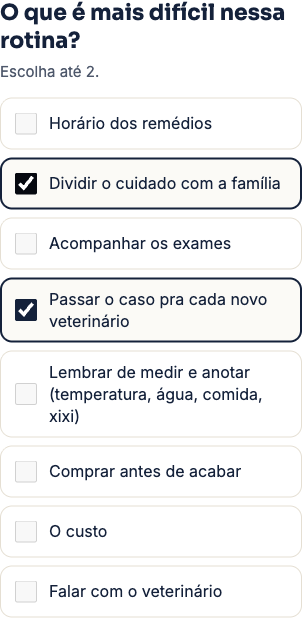 O que é mais difícil nessa
rotina?
Escolha até 2.
Horário dos remédios
Dividir o cuidado com a família
Acompanhar os exames
Passar o caso pra cada novo
veterinário
Lembrar de medir e anotar
(temperatura, água, comida,
xixi)
Comprar antes de acabar
O custo
Falar com o veterinário